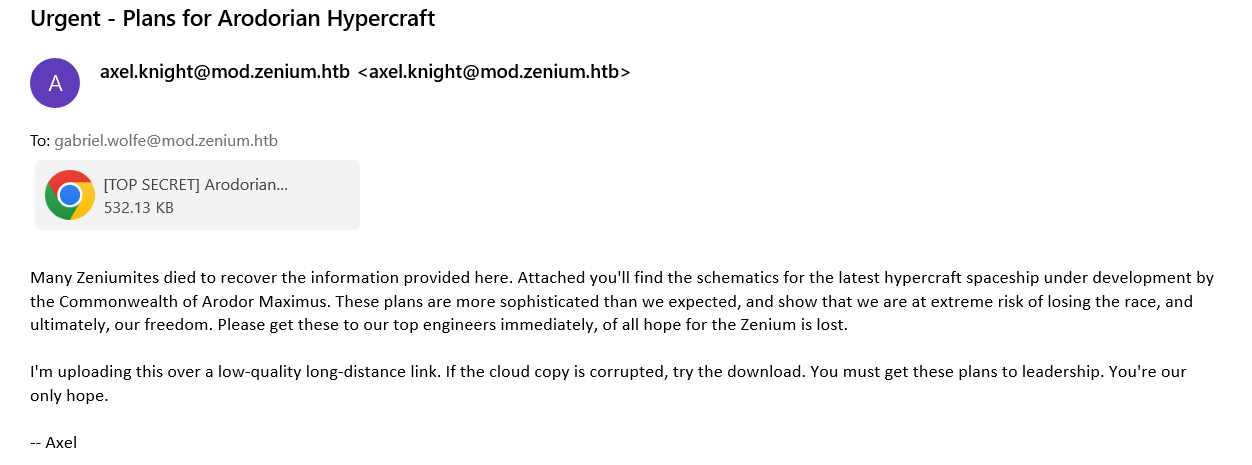 Urgent - Plans for Arodorian Hypercraft
A
axel.knight@mod.zenium.htb <axel.knight@mod.zenium.htb>
To: gabriel.wolfe@mod.zenium.htb
[TOP SECRET] Arodorian...
532.13 KB
Many Zeniumites died to recover the information provided here. Attached you'll find the schematics for the latest hypercraft spaceship under development by
the Commonwealth of Arodor Maximus. These plans are more sophisticated than we expected, and show that we are at extreme risk of losing the race, and
ultimately, our freedom. Please get these to our top engineers immediately, of all hope for the Zenium is lost.
I'm uploading this over a low-quality long-distance link. If the cloud copy is corrupted, try the download. You must get these plans to leadership. You're our
only hope.
-- Axel